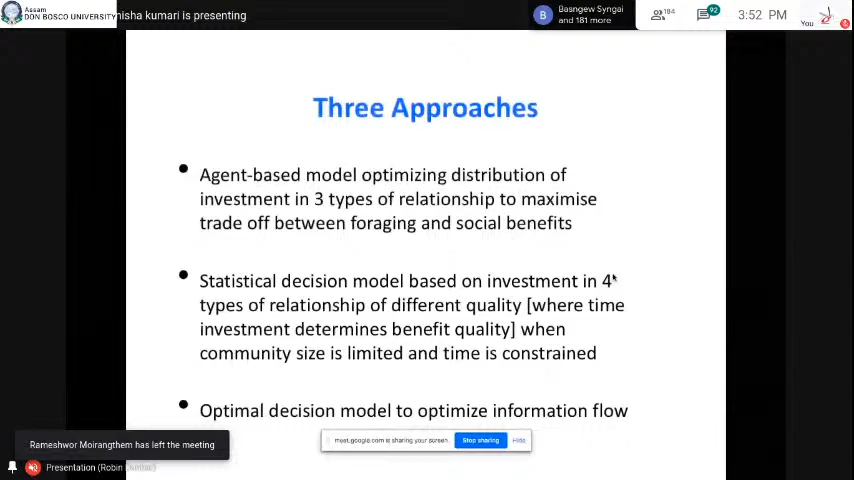 Assam
DON BOSCO UNIVERSITY
nisha kumari is presenting
B
Basngew Syngai
and 181 more
184
92
3:52 PM
You
Three Approaches
• Agent-based model optimizing distribution of
investment in 3 types of relationship to maximise
trade off between foraging and social benefits
• Statistical decision model based on investment in 4
types of relationship of different quality [where time
investment determines benefit quality] when
community size is limited and time is constrained
• Optimal decision model to optimize information flow
Rameshwor Moirangthem has left the meeting
meet.google.com is sharing your screen.
Stop sharing
Hide
Presentation (Robin Dunbar)